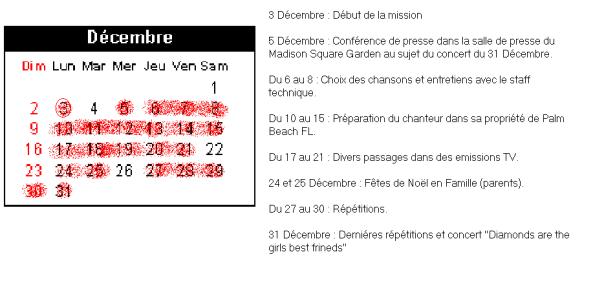 Décembre
Dim Lun Mar Mer Jeu Ven Sam
1
2 3 4 5 6 7 8
9 10 11 12 13 14 15
16 17 18 19 20 21 22
23 24 25 26 27 28 29
30 31
3 Décembre : Début de la mission
5 Décembre : Conférence de presse dans la salle de presse du
Madison Square Garden au sujet du concert du 31 Décembre.
Du 6 au 8 : Choix des chansons et entretiens avec le staff
technique.
Du 10 au 15 : Préparation du chanteur dans sa propriété de Palm
Beach FL.
Du 17 au 21 : Divers passages dans des emissions TV.
24 et 25 Décembre : Fêtes de Noël en Famille (parents).
Du 27 au 30 : Répétitions.
31 Décembre : Derniéres répétitions et concert "Diamonds are the
girls best frineds"